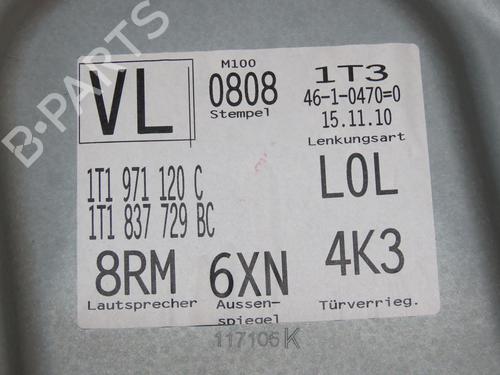 B-PARTS
VL
M100
0808
Stempel
1T3
46-1-0470=0
15.11.10
Lenkungsart
L0L
1T1 971 120 C
1T1 837 729 BC
8RM
Lautsprecher
6XN
Aussen-
spiegel
4K3
Türverrieg.
117106K